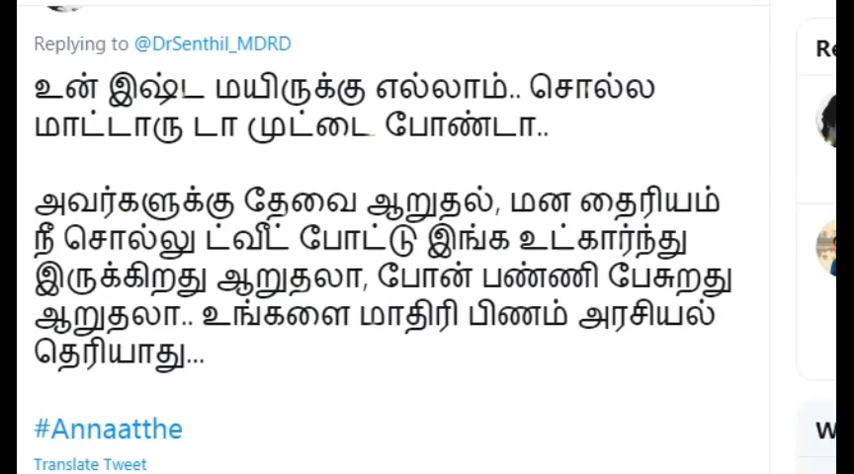 Replying to @DrSenthil_MDRD
உன் இஷ்ட மயிருக்கு எல்லாம்.. சொல்ல
மாட்டாரு டா முட்டை போண்டா..
அவர்களுக்கு தேவை ஆறுதல், மன தைரியம்
நீ சொல்லு ட்வீட் போட்டு இங்க உட்கார்ந்து
இருக்கிறது ஆறுதலா, போன் பண்ணி பேசுறது
ஆறுதலா.. உங்களை மாதிரி பிணம் அரசியல்
தெரியாது...
#Annaatthe
Translate Tweet